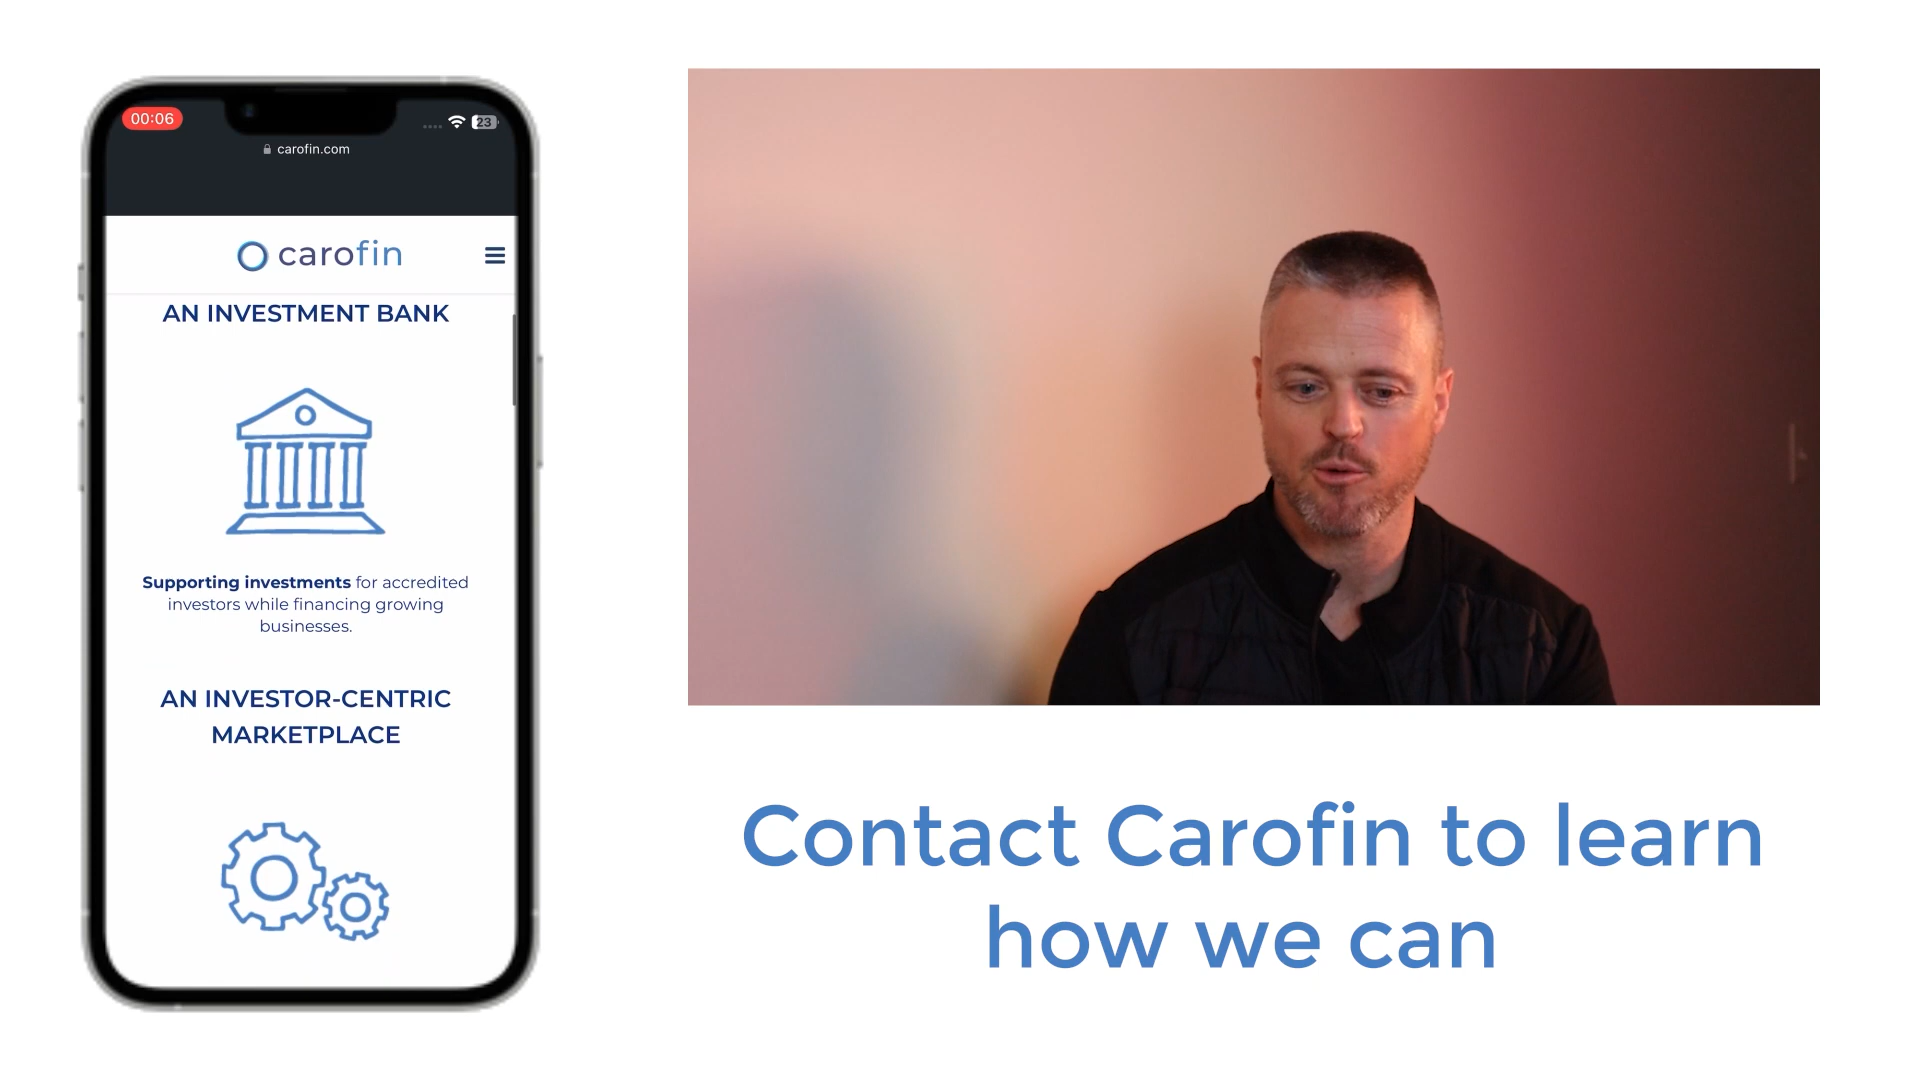 00:06
23
carofin.com
carofin
AN INVESTMENT BANK
Supporting investments for accredited
investors while financing growing
businesses.
AN INVESTOR-CENTRIC
MARKETPLACE
Contact Carofin to learn
how we can